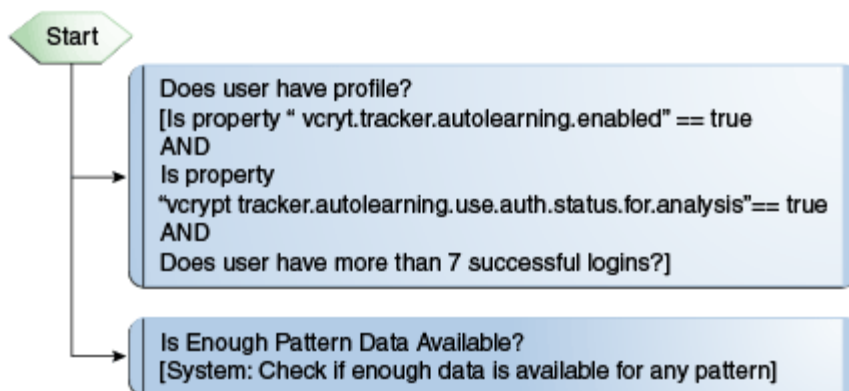 Start
Does user have profile?
[Is property “ vcryt.tracker.autolearning.enabled” == true
AND
Is property
“vcrypt tracker.autolearning.use.auth.status.for.analysis”== true
AND
Does user have more than 7 successful logins?]
Is Enough Pattern Data Available?
[System: Check if enough data is available for any pattern]